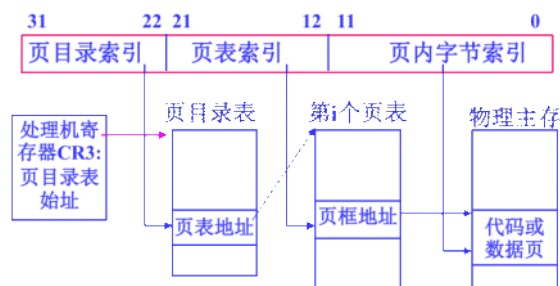 31 22 21 12 11 0
页目录索引 页表索引 页内字节索引
页目录表 第i个页表 物理主存
处理机寄
存器CR3:
页目录表
始址
页表地址
页框地址
代码或
数据页